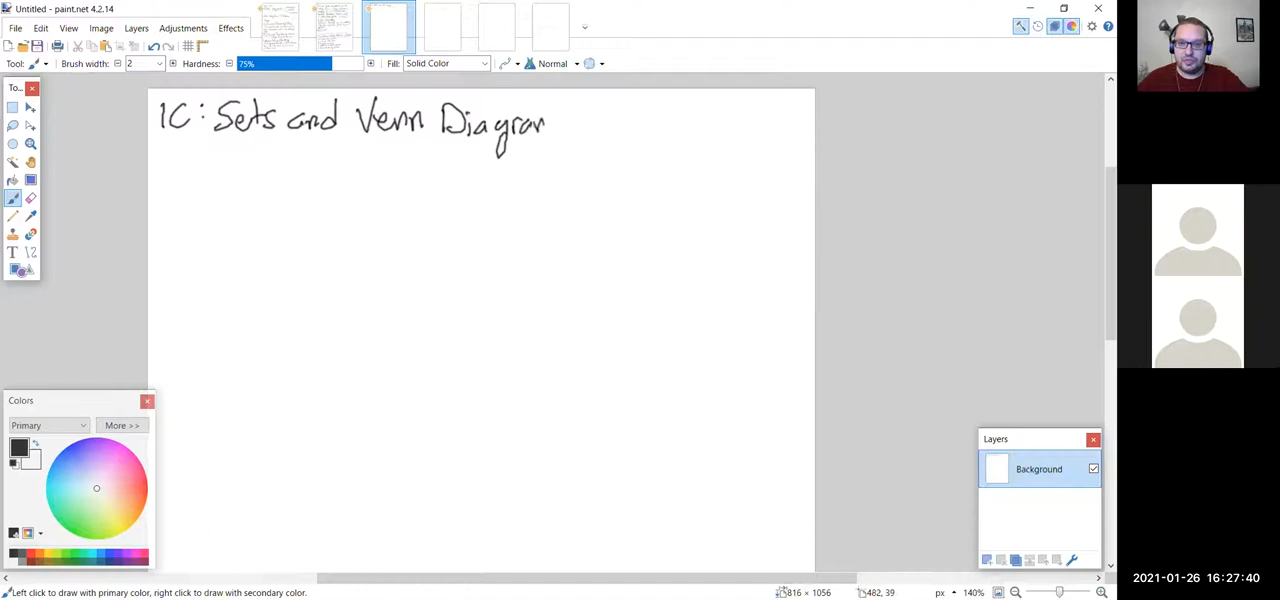 Untitled - paint.net 4.2.14
File Edit View Image Layers Adjustments Effects
Tool: Brush width: 2 Hardness: 75% Fill: Solid Color Normal
To...
1C: Sets and Venn Diagram
Colors
Primary More >>
Layers
Background
Left click to draw with primary color, right click to draw with secondary color.
816 × 1056 482, 39 px 140%
2021-01-26 16:27:40